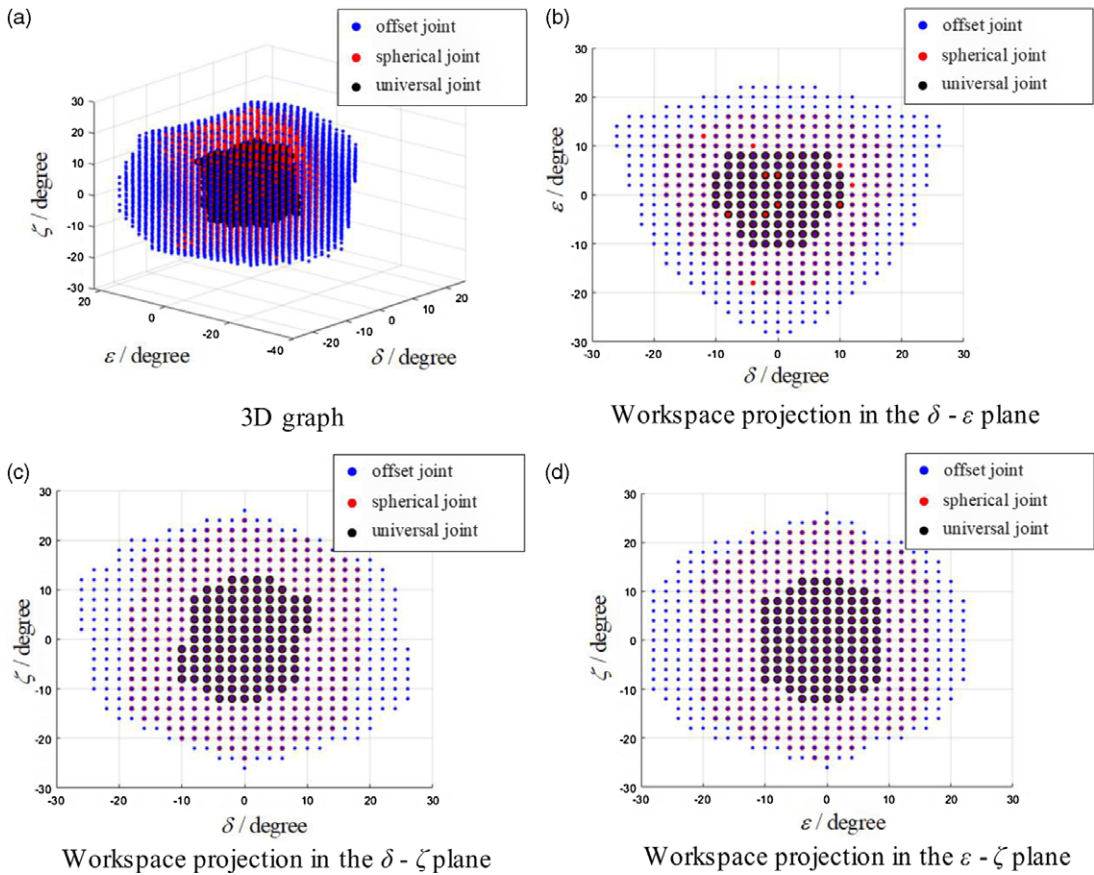 (a)
offset joint
spherical joint
universal joint
30
20
10
0
-10
-20
-30
ζ / degree
20
0
-20
-40
ε / degree
-20
-10
0
10
20
δ / degree
3D graph
(b)
offset joint
spherical joint
universal joint
30
20
10
0
-10
-20
-30
ε / degree
-30 -20 -10 0 10 20 30
δ / degree
Workspace projection in the δ - ε plane
(c)
offset joint
spherical joint
universal joint
30
20
10
0
-10
-20
-30
ζ / degree
-30 -20 -10 0 10 20 30
δ / degree
Workspace projection in the δ - ζ plane
(d)
offset joint
spherical joint
universal joint
30
20
10
0
-10
-20
-30
ζ / degree
-30 -20 -10 0 10 20 30
ε / degree
Workspace projection in the ε - ζ plane